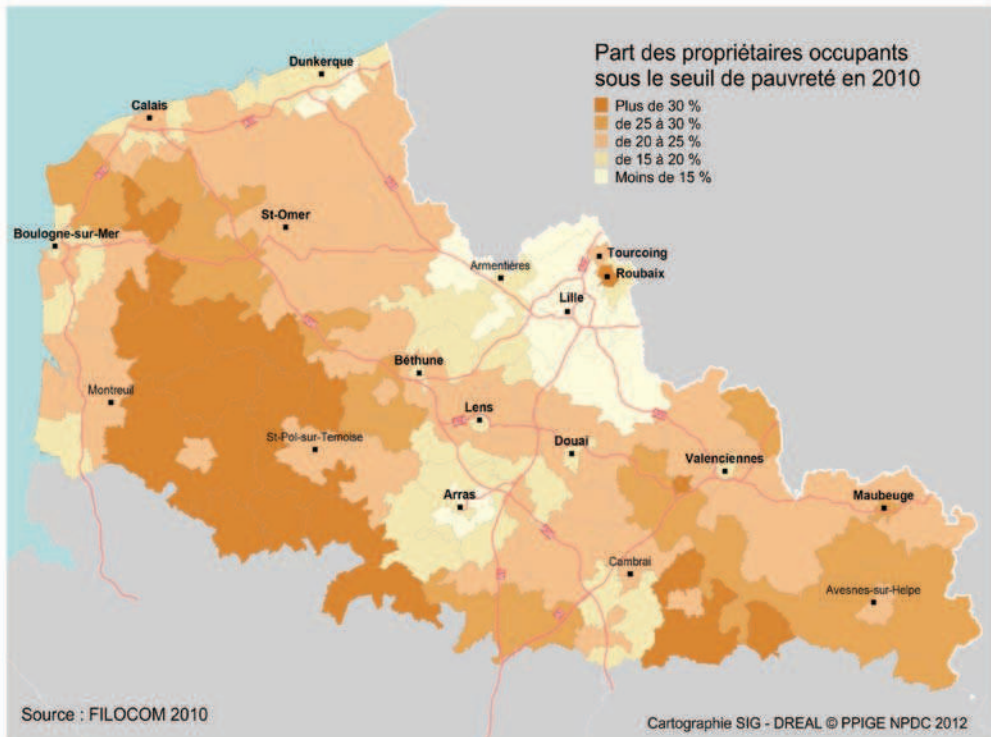 Part des propriétaires occupants
sous le seuil de pauvreté en 2010
Plus de 30 %
de 25 à 30 %
de 20 à 25 %
de 15 à 20 %
Moins de 15 %
Dunkerque
Calais
St-Omer
Boulogne-sur-Mer
Tourcoing
Armentières
Roubaix
Lille
Béthune
Montreuil
Lens
St-Pol-sur-Ternoise
Douai
Valenciennes
Arras
Maubeuge
Cambrai
Avesnes-sur-Helpe
Source : FILOCOM 2010
Cartographie SIG - DREAL © PPIGE NPDC 2012